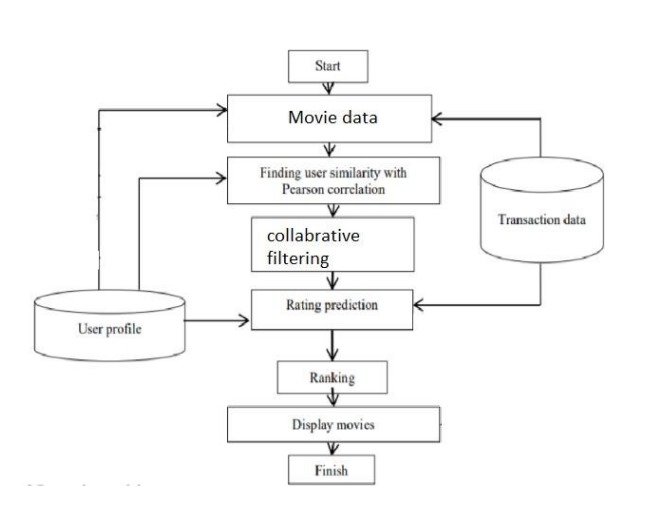 Start
Movie data
Finding user similarity with
Pearson correlation
Transaction data
collabrative
filtering
Rating prediction
User profile
Ranking
Display movies
Finish